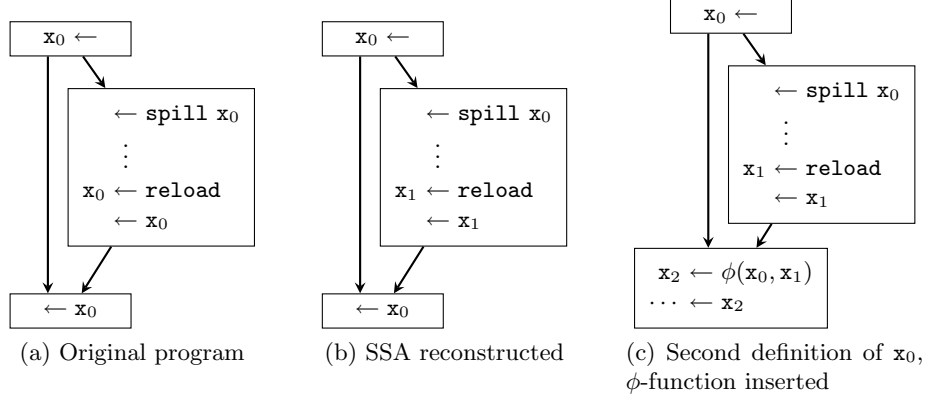 x₀ ←
← spill x₀
⋮
x₀ ← reload
← x₀
← x₀
(a) Original program
x₀ ←
← spill x₀
⋮
x₁ ← reload
← x₁
← x₀
(b) SSA reconstructed
x₀ ←
← spill x₀
⋮
x₁ ← reload
← x₁
x₂ ← ϕ(x₀, x₁)
⋯ ← x₂
(c) Second definition of x₀,
ϕ-function inserted